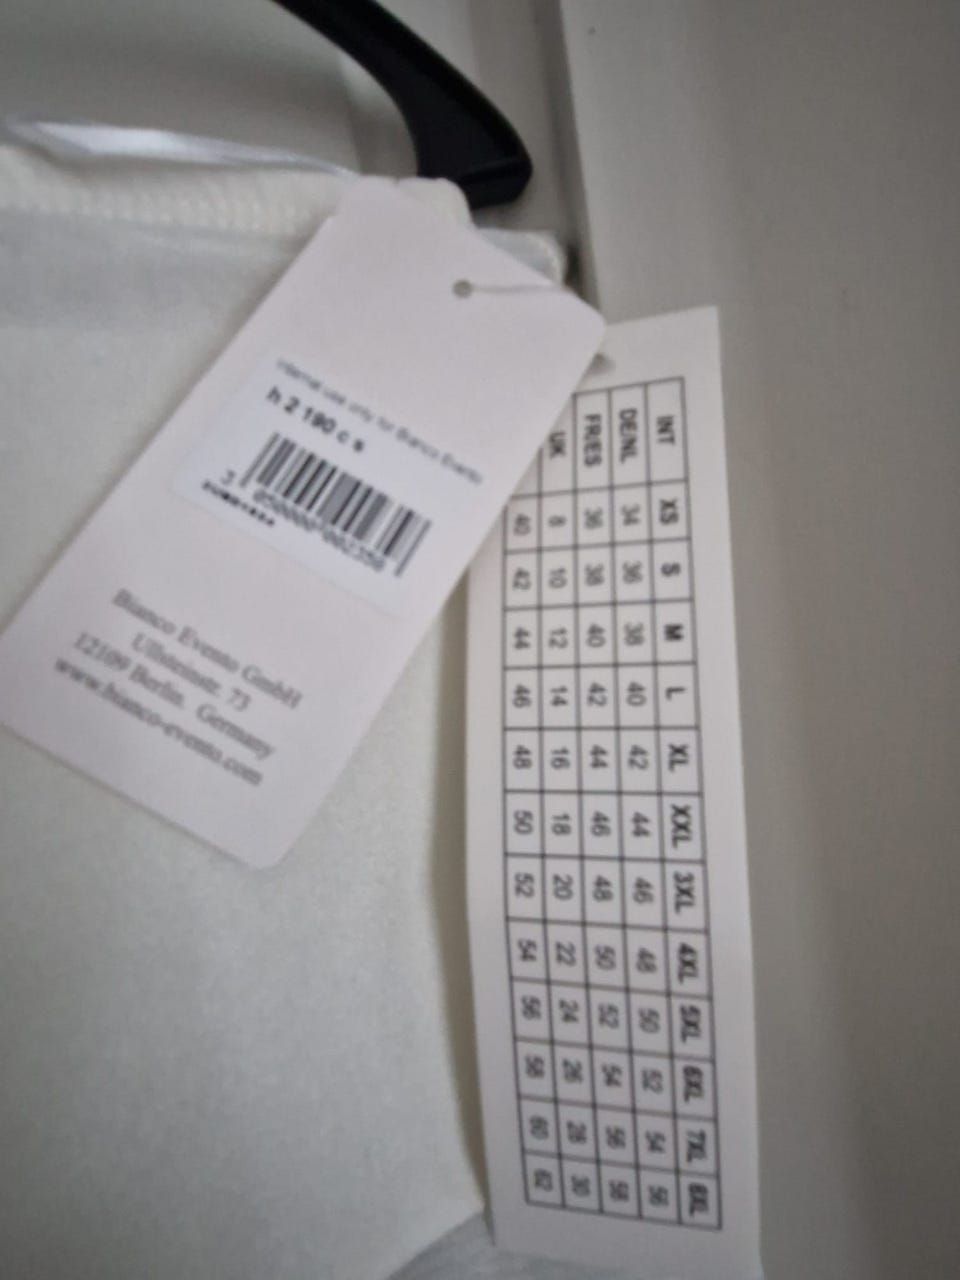 Internal use only for Bianco Evento
h 2 190 c s
3 050000 002356
Bianco Evento GmbH
Ullsteinstr. 73
12109 Berlin. Germany
www.bianco-evento.com
INT XS S M L XL XXL 3XL 4XL 5XL 6XL 7XL 8XL
DE/NL 34 36 38 40 42 44 46 48 50 52 54 56
FR/ES 36 38 40 42 44 46 48 50 52 54 56 58
UK 8 10 12 14 16 18 20 22 24 26 28 30
40 42 44 46 48 50 52 54 56 58 60 62